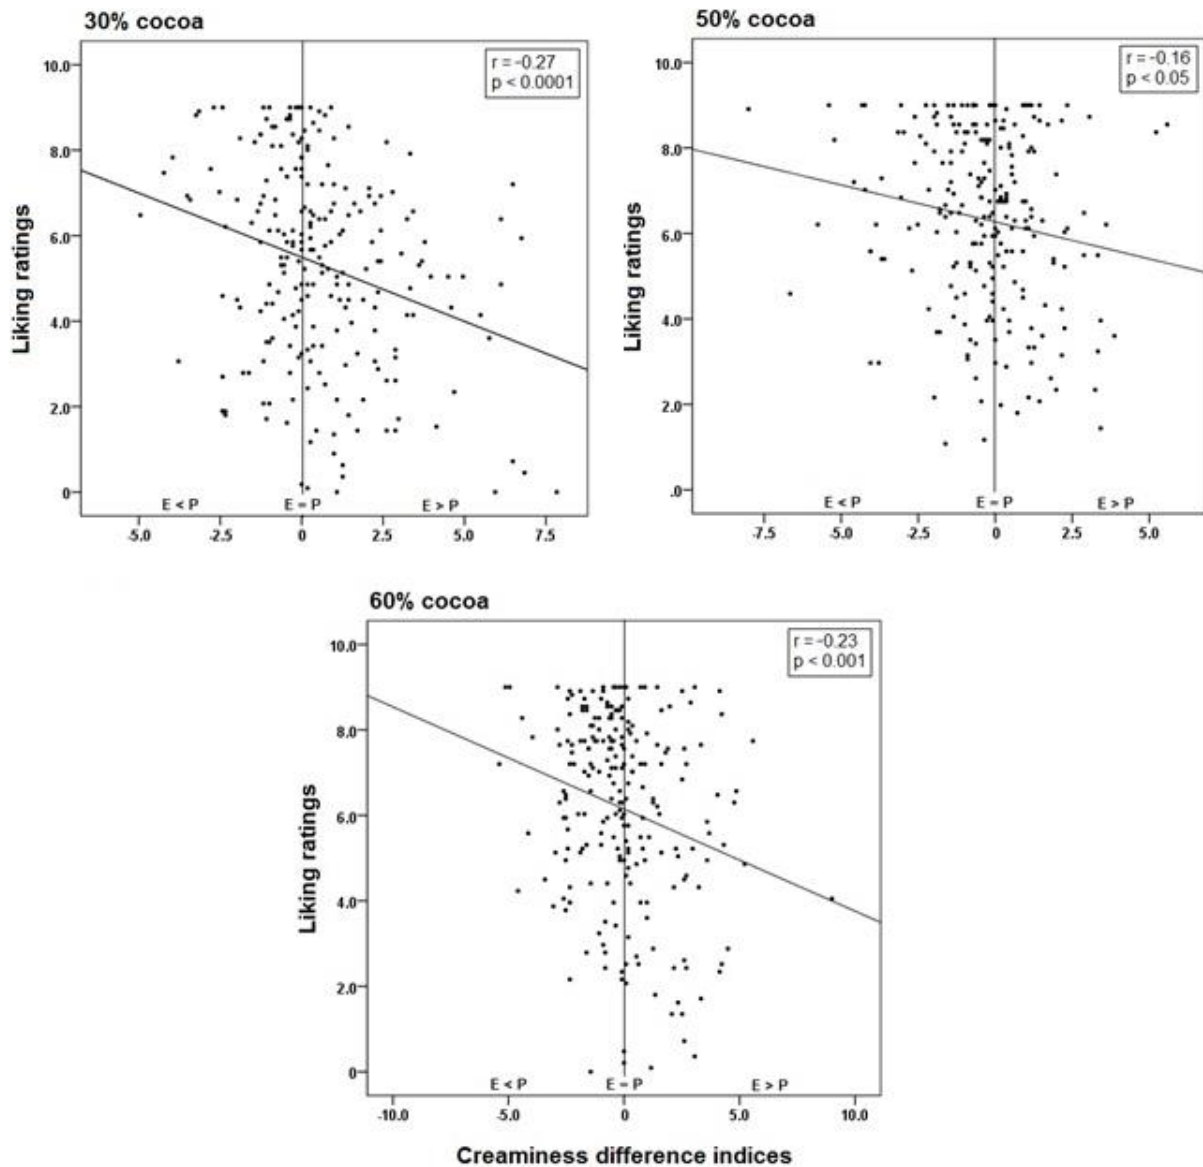 30% cocoa
r = -0.27
p < 0.0001
10.0
8.0
6.0
4.0
2.0
0
Liking ratings
E < P
E = P
E > P
-5.0
-2.5
0
2.5
5.0
7.5
50% cocoa
r = -0.16
p < 0.05
10.0
8.0
6.0
4.0
2.0
.0
Liking ratings
E < P
E = P
E > P
-7.5
-5.0
-2.5
0
2.5
5.0
60% cocoa
r = -0.23
p < 0.001
10.0
8.0
6.0
4.0
2.0
0
Liking ratings
E < P
E = P
E > P
-10.0
-5.0
0
5.0
10.0
Creaminess difference indices